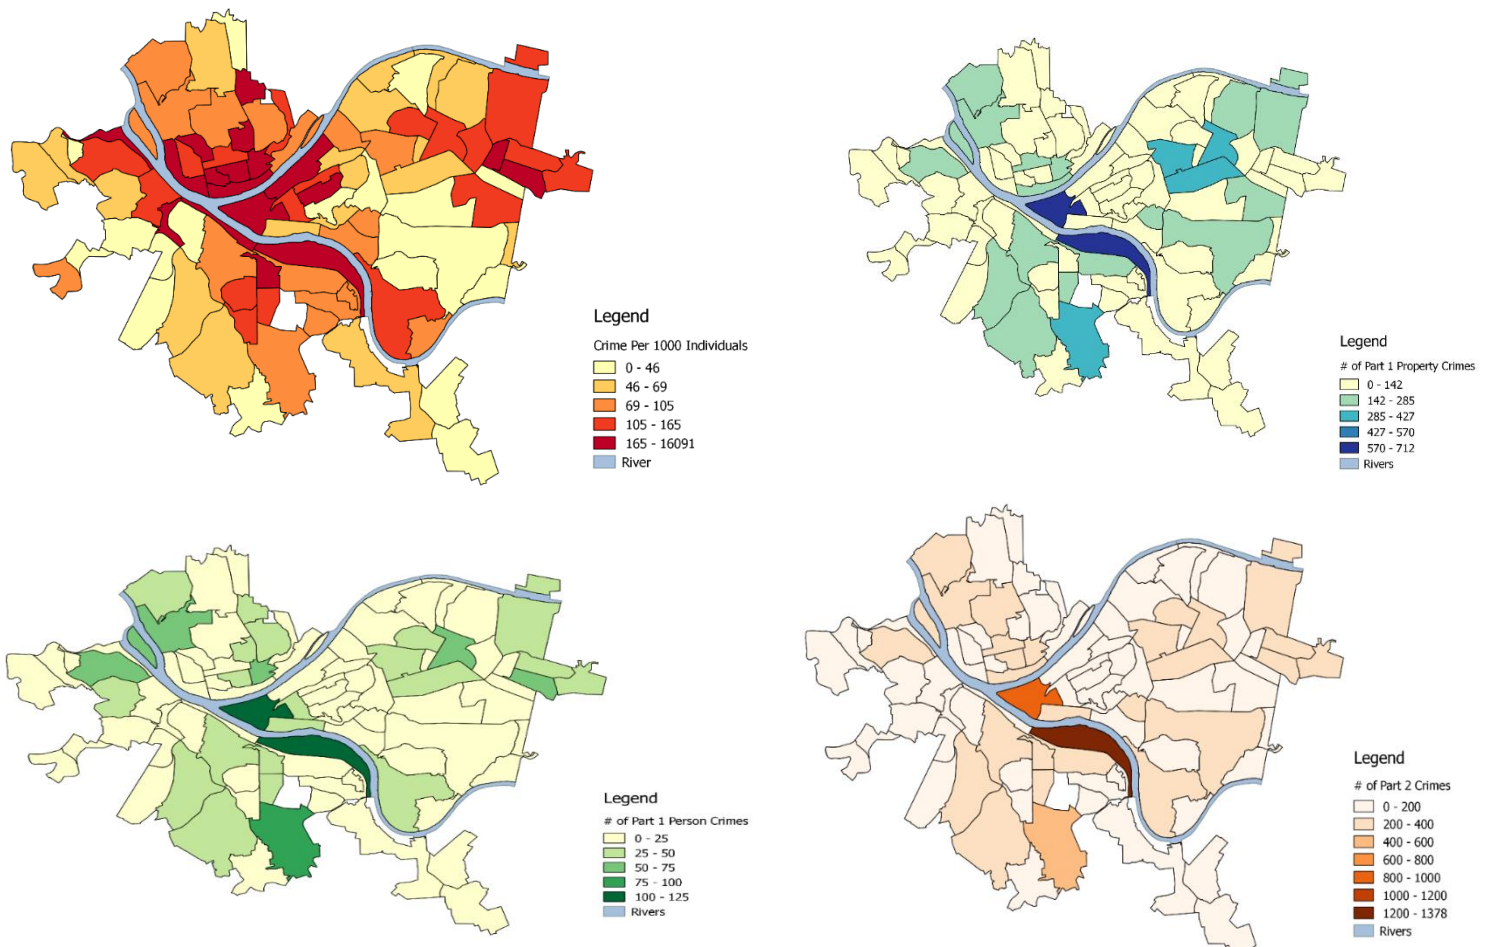 Legend
Crime Per 1000 Individuals
0 - 46
46 - 69
69 - 105
105 - 165
165 - 16091
River
Legend
# of Part 1 Property Crimes
0 - 142
142 - 285
285 - 427
427 - 570
570 - 712
Rivers
Legend
# of Part 1 Person Crimes
0 - 25
25 - 50
50 - 75
75 - 100
100 - 125
Rivers
Legend
# of Part 2 Crimes
0 - 200
200 - 400
400 - 600
600 - 800
800 - 1000
1000 - 1200
1200 - 1378
Rivers